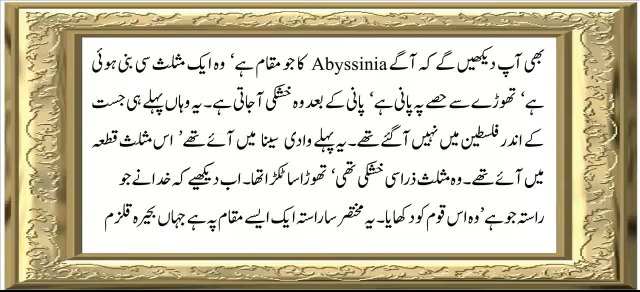 بھی آپ دیکھیں گے کہ آگے Abyssinia کا جو مقام ہے‘ وہ ایک مثلث سی بنی ہوئی
ہے‘ تھوڑے سے حصے پہ پانی ہے‘ پانی کے بعد وہ خشکی آ جاتی ہے۔ یہ وہاں پہلے ہی جست
کے اندر فلسطین میں نہیں آ گئے تھے۔ یہ پہلے وادی سینا میں آئے تھے‘ اس مثلث قطعہ
میں آئے تھے۔ وہ مثلث ذرا سی خشکی تھی‘ تھوڑا سا ٹکڑا تھا۔ اب دیکھیے کہ خدا نے جو
راستہ جو ہے‘ وہ اس قوم کو دکھایا۔ یہ مختصر سا راستہ ایک ایسے مقام پہ ہے جہاں بحیرہ قلزم